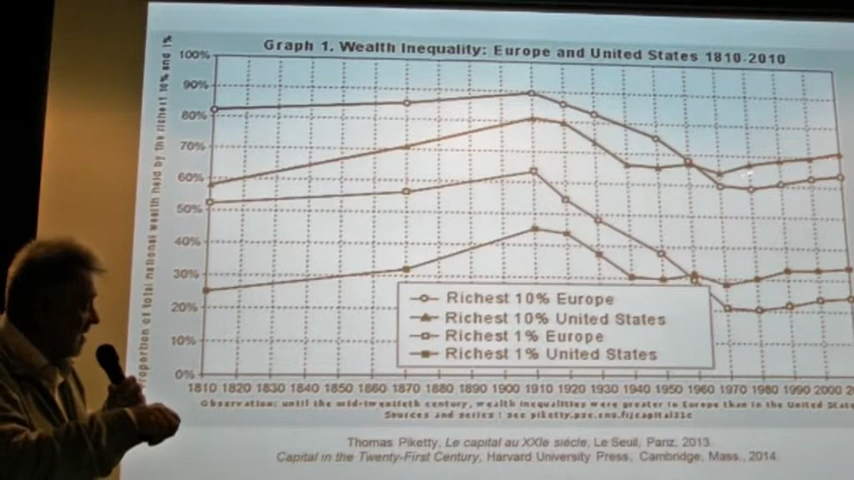 Graph 1. Wealth Inequality: Europe and United States 1810-2010
100%
90%
80%
70%
60%
50%
40%
30%
20%
10%
0%
Proportion of total national wealth held by the richest 10% and 1%
Richest 10% Europe
Richest 10% United States
Richest 1% Europe
Richest 1% United States
1810 1820 1830 1840 1850 1860 1870 1880 1890 1900 1910 1920 1930 1940 1950 1960 1970 1980 1990 2000
Observation: until the mid-twentieth century, wealth inequalities were greater in Europe than in the United
Sources and series : see piketty.pse.ens.fr/capital21c
Thomas Piketty, Le capital au XXIe siècle, Le Seuil, 2013.
Capital in the Twenty-First Century, Harvard University Press, Cambridge, Mass., 2014.